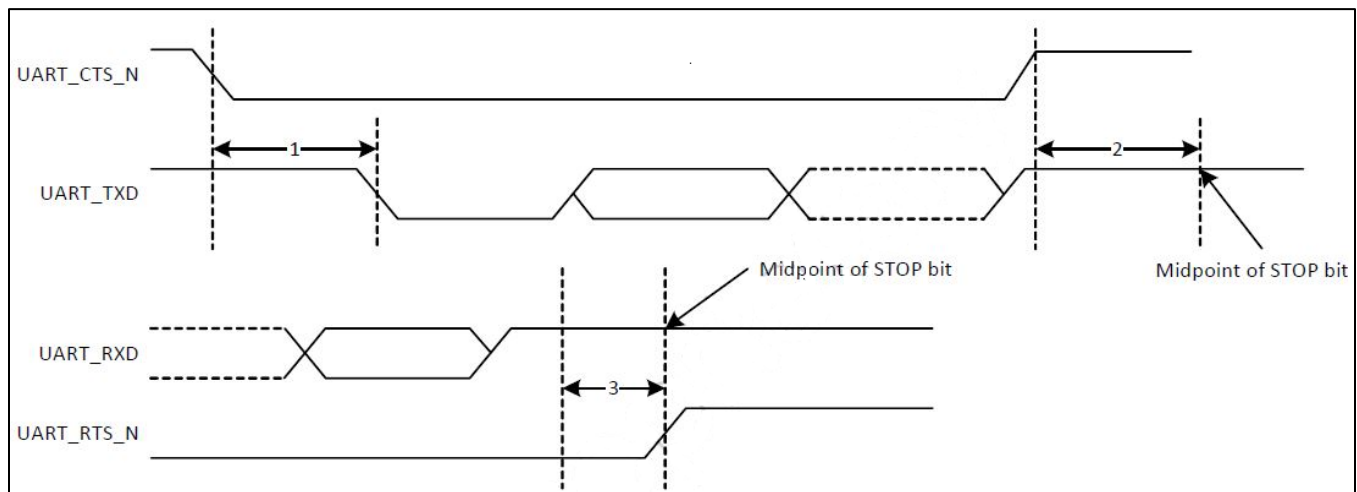 UART_CTS_N
1
2
UART_TXD
Midpoint of STOP bit
Midpoint of STOP bit
UART_RXD
3
UART_RTS_N